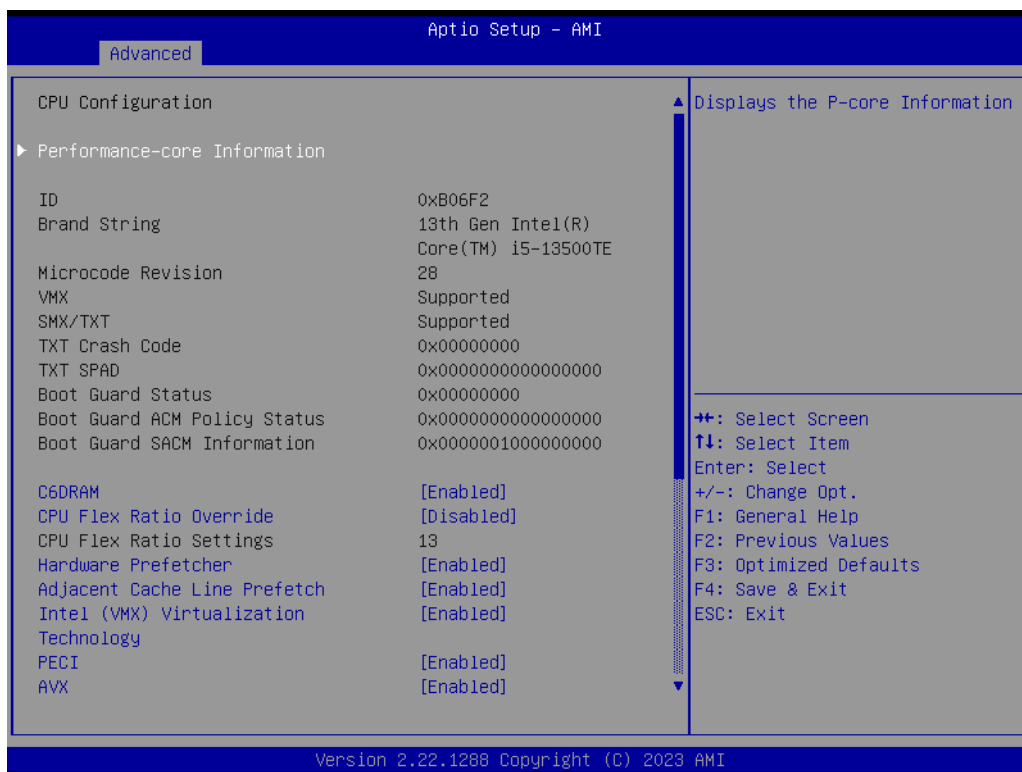 Aptio Setup - AMI
Advanced
CPU Configuration
Performance-core Information
ID 0xB06F2
Brand String 13th Gen Intel(R)
Core(TM) i5-13500TE
Microcode Revision 28
VMX Supported
SMX/TXT Supported
TXT Crash Code 0x00000000
TXT SPAD 0x0000000000000000
Boot Guard Status 0x00000000
Boot Guard ACM Policy Status 0x0000000000000000
Boot Guard SACM Information 0x0000001000000000
C6DRAM [Enabled]
CPU Flex Ratio Override [Disabled]
CPU Flex Ratio Settings 13
Hardware Prefetcher [Enabled]
Adjacent Cache Line Prefetch [Enabled]
Intel (VMX) Virtualization [Enabled]
Technology
PECI [Enabled]
AVX [Enabled]
Displays the P-core Information
→←: Select Screen
↑↓: Select Item
Enter: Select
+/-: Change Opt.
F1: General Help
F2: Previous Values
F3: Optimized Defaults
F4: Save & Exit
ESC: Exit
Version 2.22.1288 Copyright (C) 2023 AMI